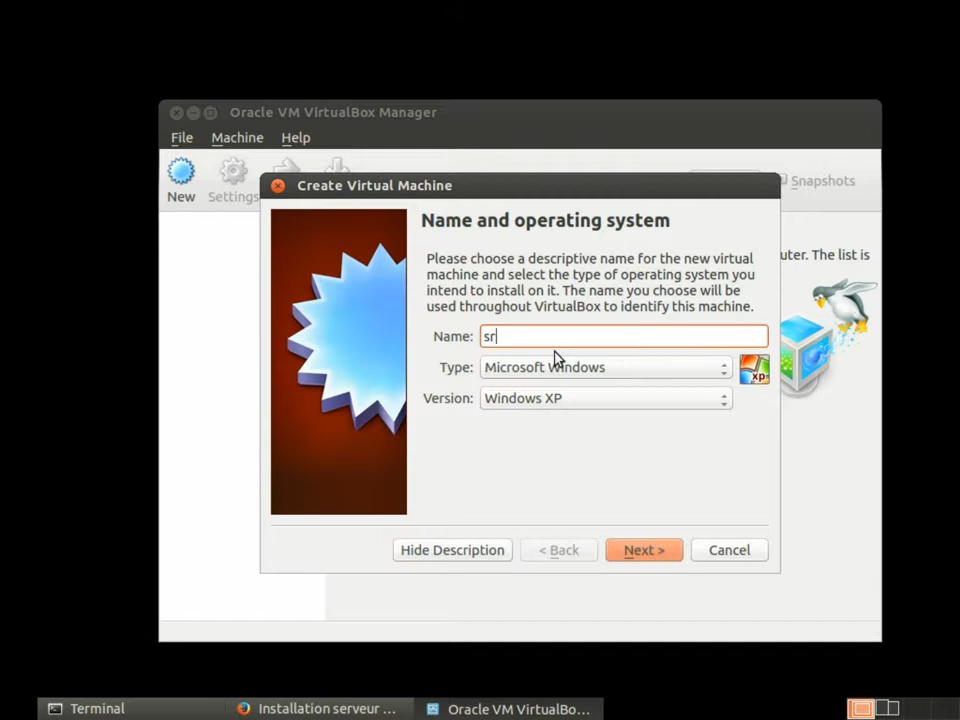 Oracle VM VirtualBox Manager
File Machine Help
New Settings Snapshots
Create Virtual Machine
Name and operating system
Please choose a descriptive name for the new virtual
machine and select the type of operating system you
intend to install on it. The name you choose will be
used throughout VirtualBox to identify this machine.
uter. The list is
Name: sr
Type: Microsoft Windows
xp
Version: Windows XP
Hide Description < Back Next > Cancel
Terminal Installation serveur ... Oracle VM VirtualBo...